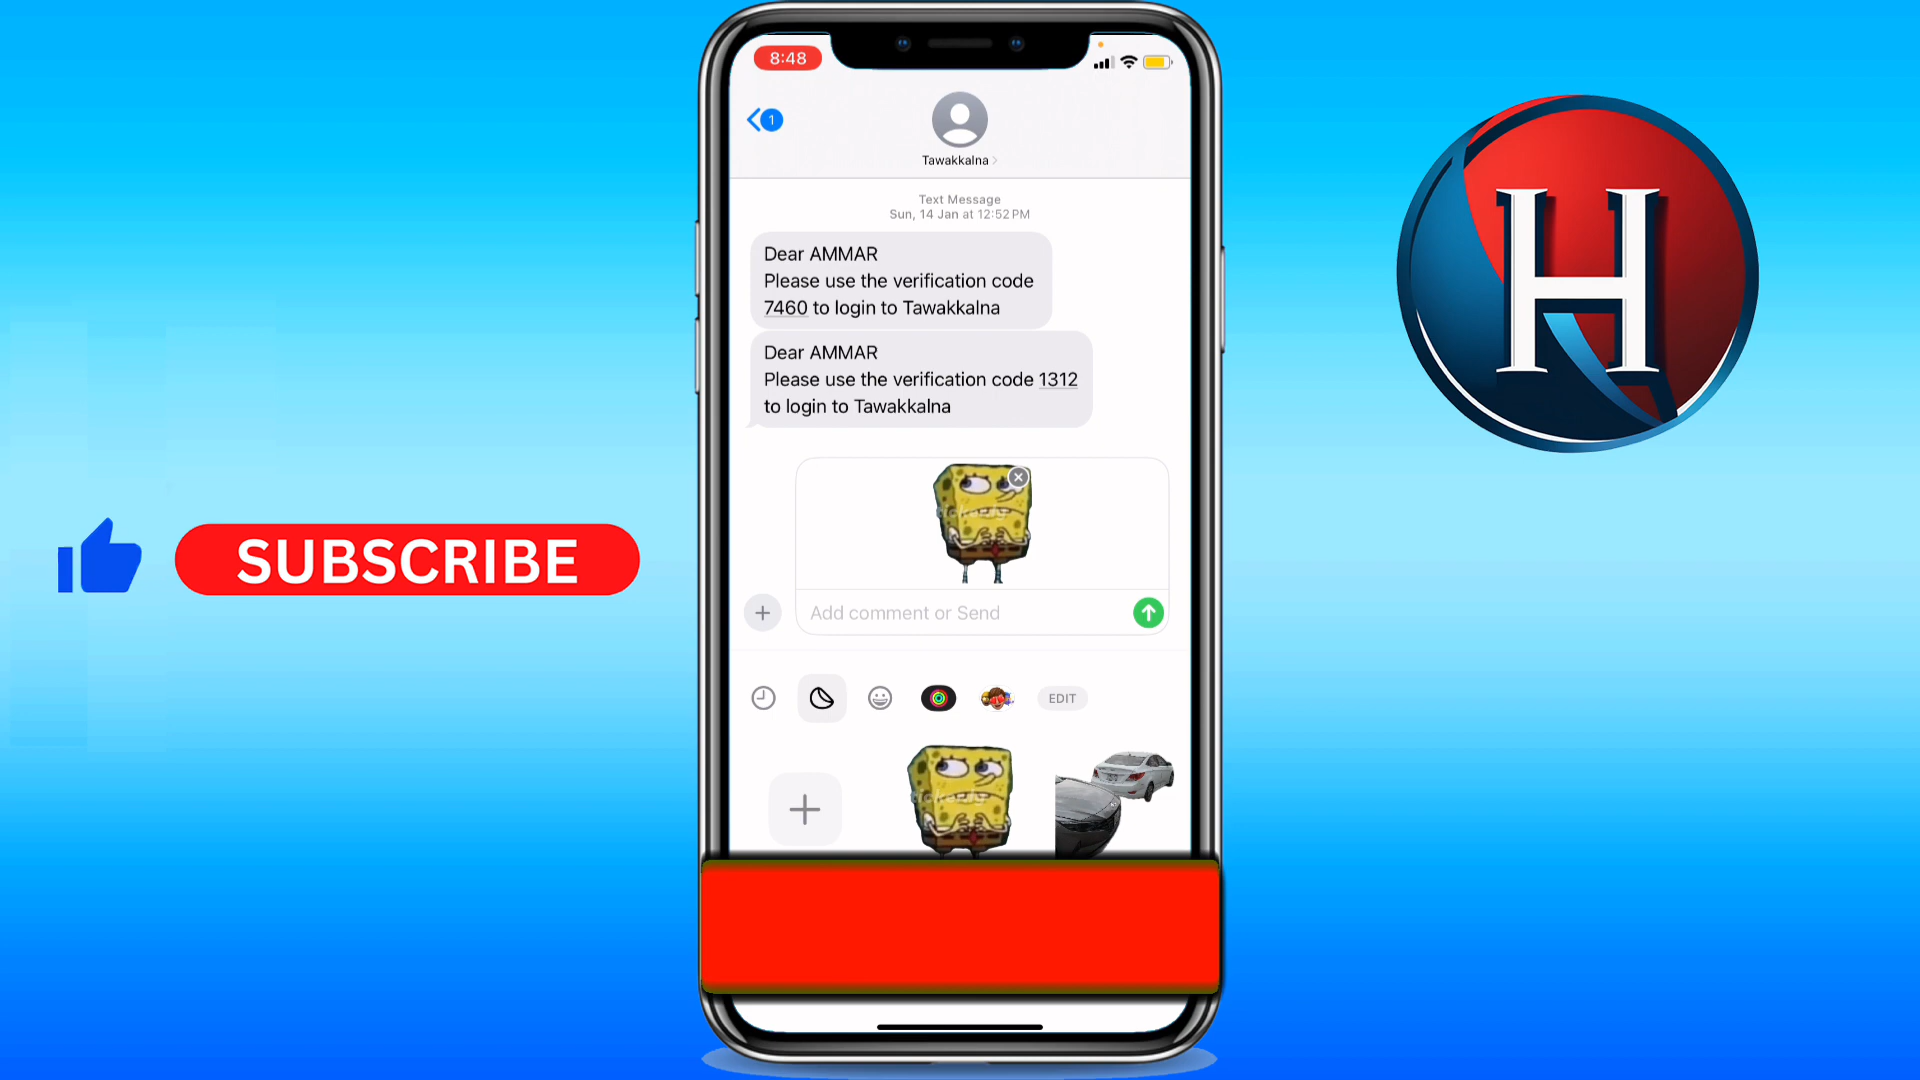 8:48
1
Tawakkalna
Text Message
Sun, 14 Jan at 12:52 PM
Dear AMMAR
Please use the verification code
7460 to login to Tawakkalna
Dear AMMAR
Please use the verification code 1312
to login to Tawakkalna
Add comment or Send
EDIT
SUBSCRIBE
H